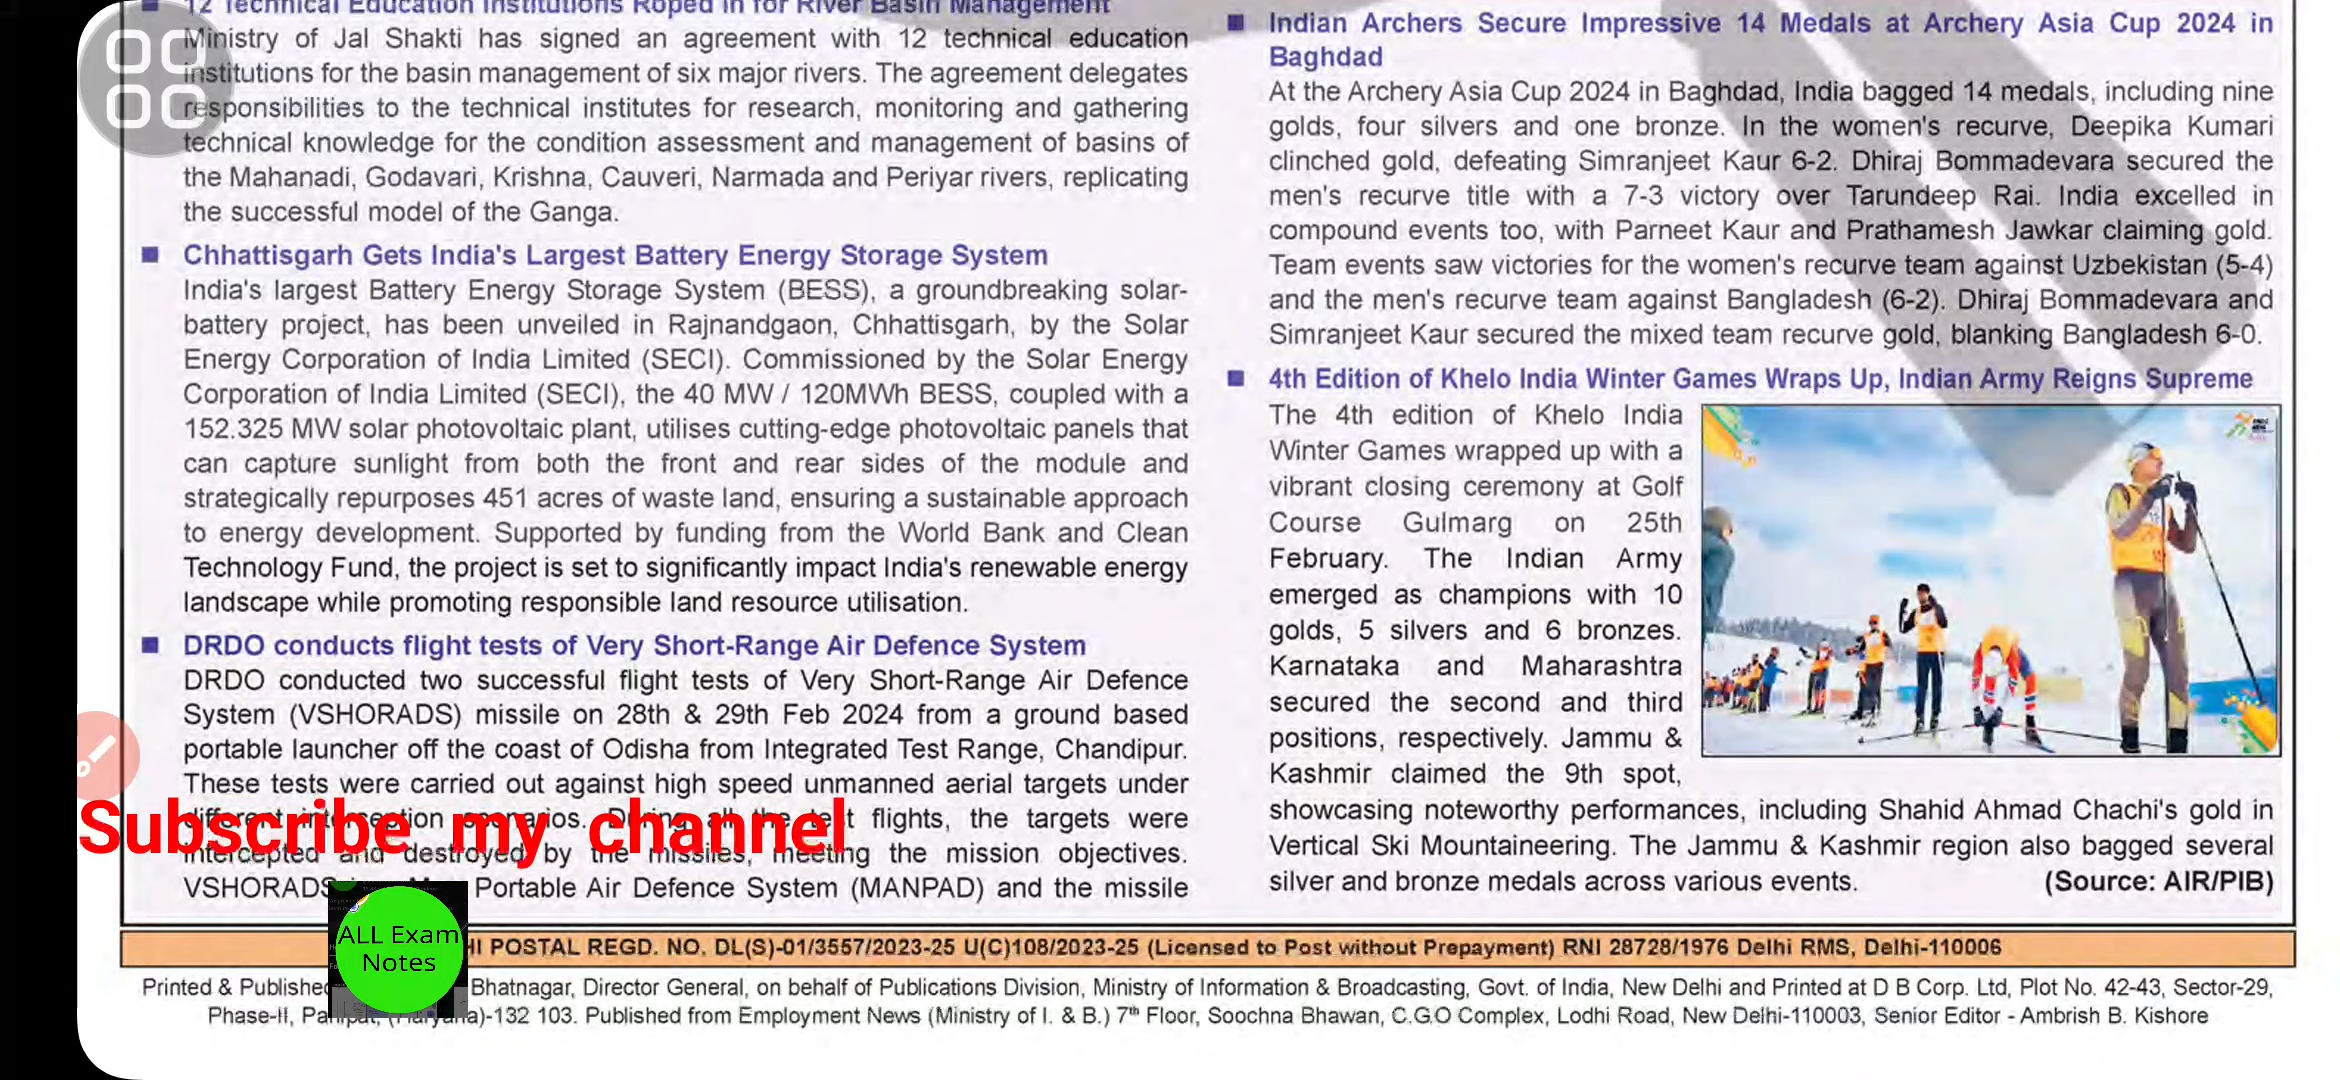 12 Technical Education Institutions Roped in for River Basin Management
Ministry of Jal Shakti has signed an agreement with 12 technical education
institutions for the basin management of six major rivers. The agreement delegates
responsibilities to the technical institutes for research, monitoring and gathering
technical knowledge for the condition assessment and management of basins of
the Mahanadi, Godavari, Krishna, Cauveri, Narmada and Periyar rivers, replicating
the successful model of the Ganga.
Chhattisgarh Gets India's Largest Battery Energy Storage System
India's largest Battery Energy Storage System (BESS), a groundbreaking solar-
battery project, has been unveiled in Rajnandgaon, Chhattisgarh, by the Solar
Energy Corporation of India Limited (SECI). Commissioned by the Solar Energy
Corporation of India Limited (SECI), the 40 MW / 120MWh BESS, coupled with a
152.325 MW solar photovoltaic plant, utilises cutting-edge photovoltaic panels that
can capture sunlight from both the front and rear sides of the module and
strategically repurposes 451 acres of waste land, ensuring a sustainable approach
to energy development. Supported by funding from the World Bank and Clean
Technology Fund, the project is set to significantly impact India's renewable energy
landscape while promoting responsible land resource utilisation.
DRDO conducts flight tests of Very Short-Range Air Defence System
DRDO conducted two successful flight tests of Very Short-Range Air Defence
System (VSHORADS) missile on 28th & 29th Feb 2024 from a ground based
portable launcher off the coast of Odisha from Integrated Test Range, Chandipur.
These tests were carried out against high speed unmanned aerial targets under
different interception scenarios. During all the test flights, the targets were
intercepted and destroyed by the missiles, meeting the mission objectives.
VSHORADS Portable Air Defence System (MANPAD) and the missile
Subscribe my channel
ALL Exam
Notes
Indian Archers Secure Impressive 14 Medals at Archery Asia Cup 2024 in
Baghdad
At the Archery Asia Cup 2024 in Baghdad, India bagged 14 medals, including nine
golds, four silvers and one bronze. In the women's recurve, Deepika Kumari
clinched gold, defeating Simranjeet Kaur 6-2. Dhiraj Bommadevara secured the
men's recurve title with a 7-3 victory over Tarundeep Rai. India excelled in
compound events too, with Parneet Kaur and Prathamesh Jawkar claiming gold.
Team events saw victories for the women's recurve team against Uzbekistan (5-4)
and the men's recurve team against Bangladesh (6-2). Dhiraj Bommadevara and
Simranjeet Kaur secured the mixed team recurve gold, blanking Bangladesh 6-0.
4th Edition of Khelo India Winter Games Wraps Up, Indian Army Reigns Supreme
The 4th edition of Khelo India
Winter Games wrapped up with a
vibrant closing ceremony at Golf
Course Gulmarg on 25th
February. The Indian Army
emerged as champions with 10
golds, 5 silvers and 6 bronzes.
Karnataka and Maharashtra
secured the second and third
positions, respectively. Jammu &
Kashmir claimed the 9th spot,
showcasing noteworthy performances, including Shahid Ahmad Chachi's gold in
Vertical Ski Mountaineering. The Jammu & Kashmir region also bagged several
silver and bronze medals across various events. (Source: AIR/PIB)
HI POSTAL REGD. NO. DL(S)-01/3557/2023-25 U(C)108/2023-25 (Licensed to Post without Prepayment) RNI 28728/1976 Delhi RMS, Delhi-110006
Printed & Published Bhatnagar, Director General, on behalf of Publications Division, Ministry of Information & Broadcasting, Govt. of India, New Delhi and Printed at D B Corp. Ltd, Plot No. 42-43, Sector-29,
Phase-II, Panipat, (Haryana)-132 103. Published from Employment News (Ministry of I. & B.) 7th Floor, Soochna Bhawan, C.G.O Complex, Lodhi Road, New Delhi-110003, Senior Editor - Ambrish B. Kishore